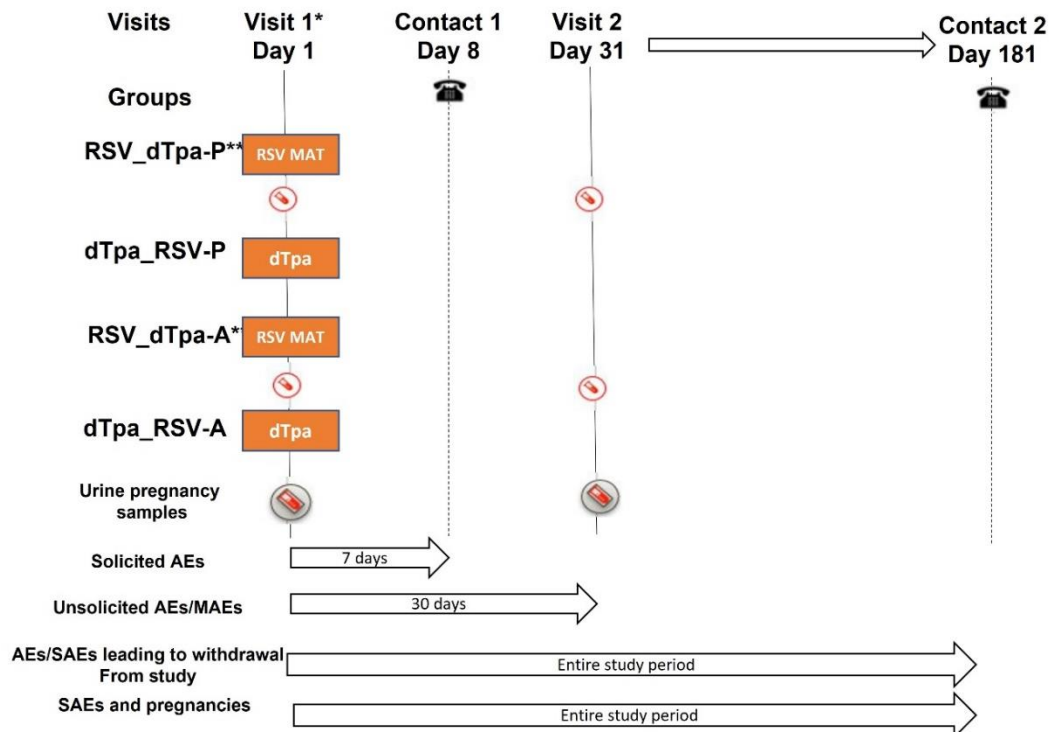 Visits
Visit 1*
Day 1
Contact 1
Day 8
Visit 2
Day 31
Contact 2
Day 181
Groups
RSV_dTpa-P**
RSV MAT
dTpa_RSV-P
dTpa
RSV_dTpa-A**
RSV MAT
dTpa_RSV-A
dTpa
Urine pregnancy
samples
Solicited AEs
7 days
Unsolicited AEs/MAEs
30 days
AEs/SAEs leading to withdrawal
From study
Entire study period
SAEs and pregnancies
Entire study period